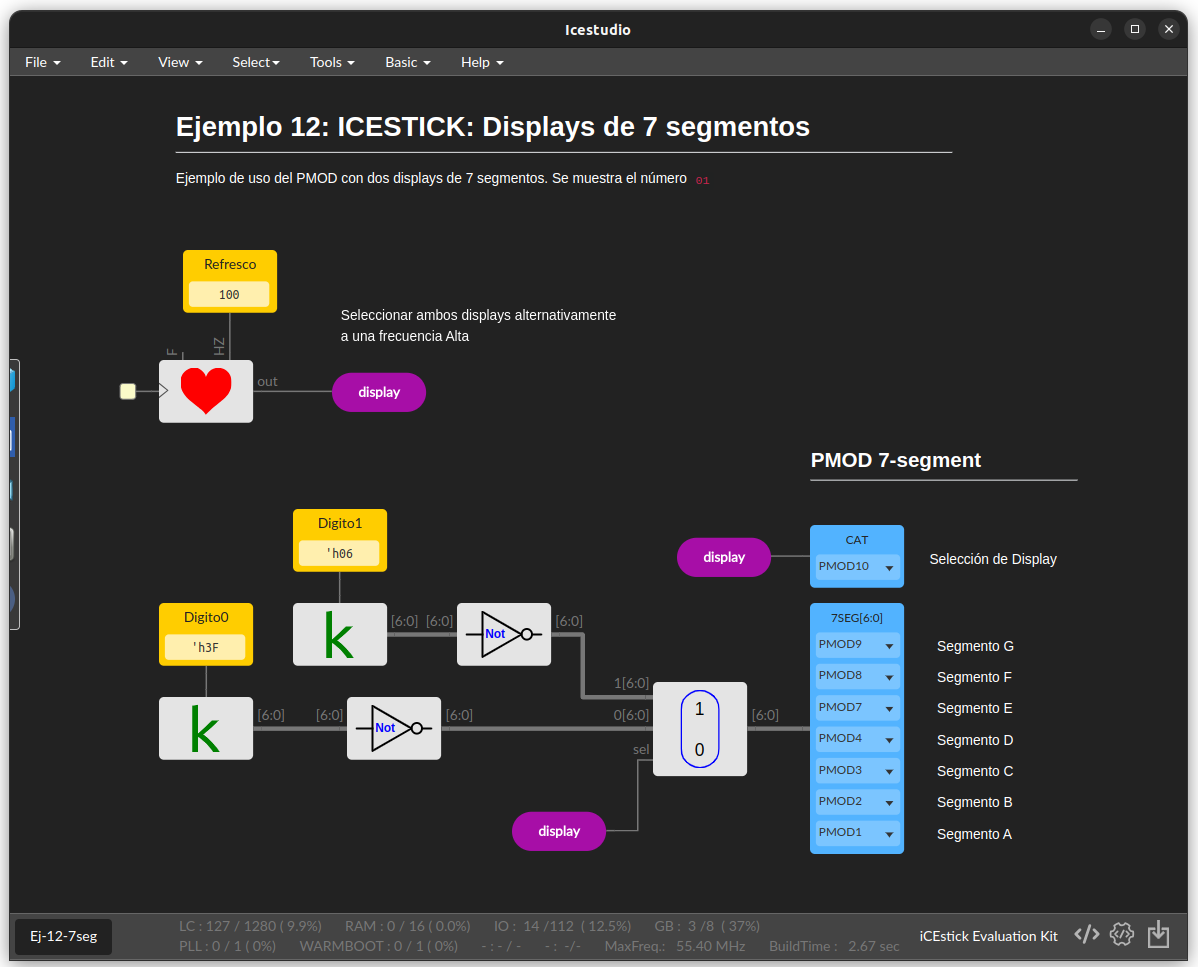 Icestudio
File Edit View Select Tools Basic Help
Ejemplo 12: ICESTICK: Displays de 7 segmentos
Ejemplo de uso del PMOD con dos displays de 7 segmentos. Se muestra el número 01
Refresco
100
Seleccionar ambos displays alternativamente
a una frecuencia Alta
F HZ
out
display
PMOD 7-segment
Digito1
'h06
display
CAT
PMOD10
Selección de Display
Digito0
'h3F
k
[6:0] [6:0]
Not
[6:0]
7SEG[6:0]
PMOD9 Segmento G
PMOD8 Segmento F
PMOD7 Segmento E
PMOD4 Segmento D
PMOD3 Segmento C
PMOD2 Segmento B
PMOD1 Segmento A
k
[6:0] [6:0]
Not
[6:0]
1[6:0]
0[6:0]
sel
1
0
[6:0]
display
Ej-12-7seg
LC : 127 / 1280 ( 9.9%) RAM : 0 / 16 ( 0.0%) IO : 14 /112 ( 12.5%) GB : 3 /8 ( 37%)
PLL : 0 / 1 ( 0%) WARMBOOT : 0 / 1 ( 0%) - : - / - - : -/- MaxFreq.: 55.40 MHz BuildTime : 2.67 sec
iCEstick Evaluation Kit